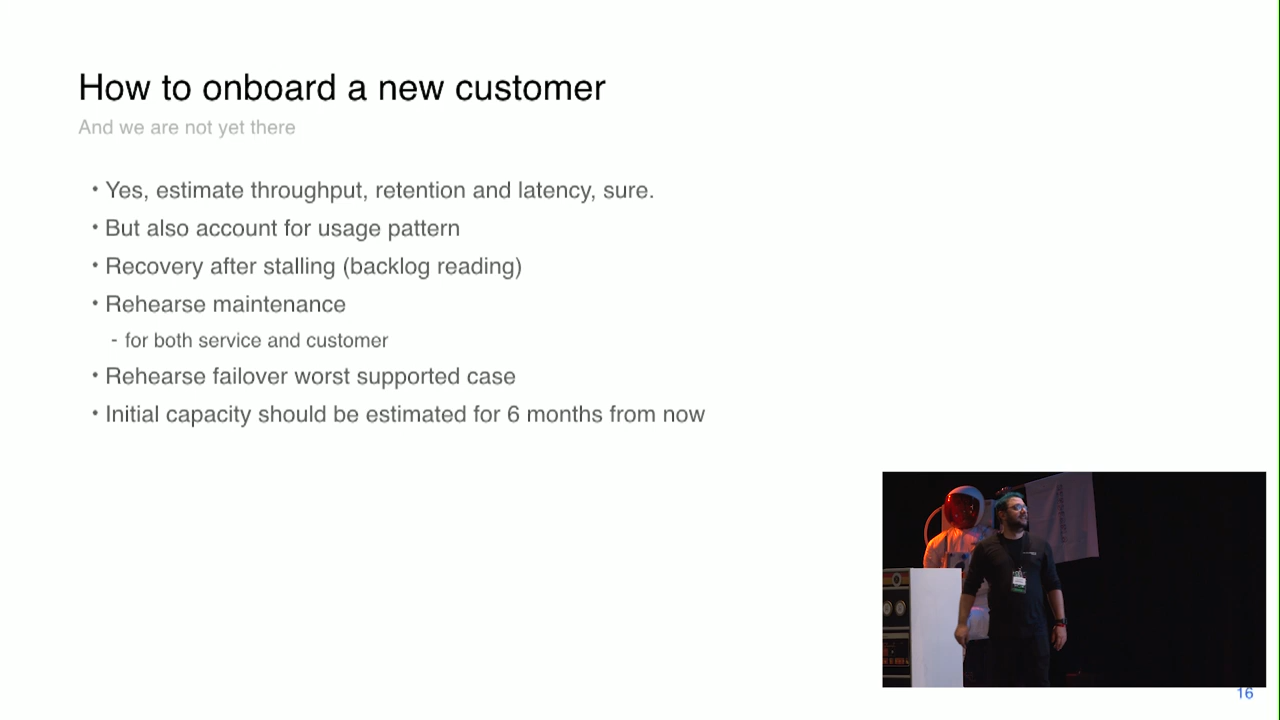 How to onboard a new customer
And we are not yet there
• Yes, estimate throughput, retention and latency, sure.
• But also account for usage pattern
• Recovery after stalling (backlog reading)
• Rehearse maintenance
- for both service and customer
• Rehearse failover worst supported case
• Initial capacity should be estimated for 6 months from now
16